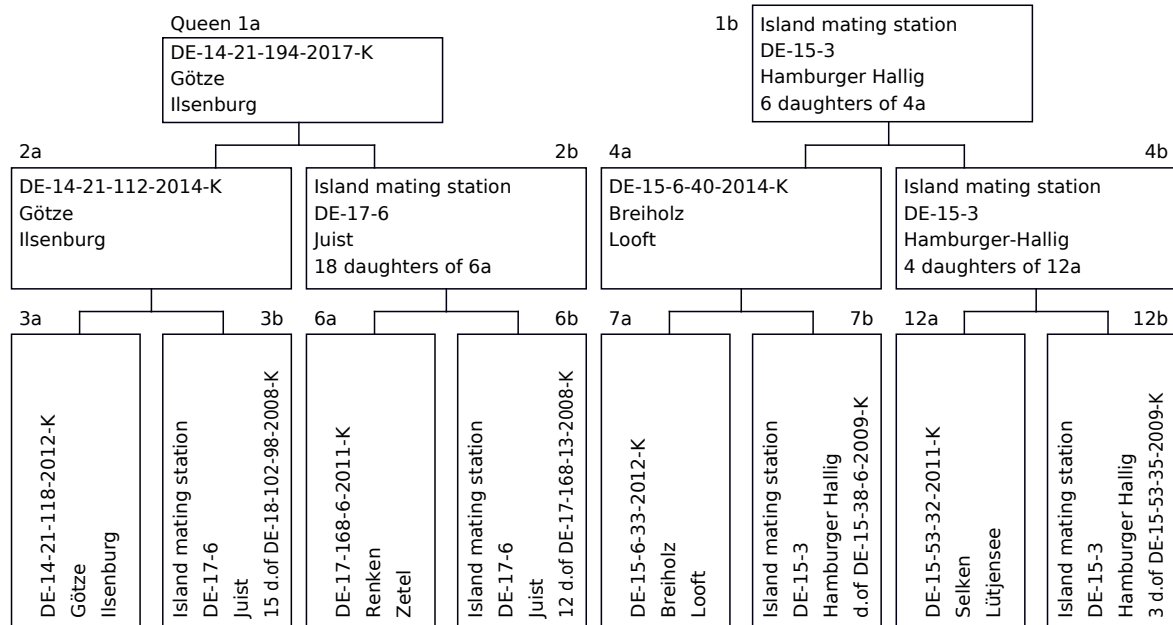 Queen 1a
DE-14-21-194-2017-K
Götze
Ilsenburg
1b
Island mating station
DE-15-3
Hamburger Hallig
6 daughters of 4a
2a
DE-14-21-112-2014-K
Götze
Ilsenburg
2b
Island mating station
DE-17-6
Juist
18 daughters of 6a
4a
DE-15-6-40-2014-K
Breiholz
Looft
4b
Island mating station
DE-15-3
Hamburger-Hallig
4 daughters of 12a
3a
DE-14-21-118-2012-K
Götze
Ilsenburg
3b
Island mating station
DE-17-6
Juist
15 d.of DE-18-102-98-2008-K
6a
DE-17-168-6-2011-K
Renken
Zetel
6b
Island mating station
DE-17-6
Juist
12 d.of DE-17-168-13-2008-K
7a
DE-15-6-33-2012-K
Breiholz
Looft
7b
Island mating station
DE-15-3
Hamburger Hallig
d.of DE-15-38-6-2009-K
12a
DE-15-53-32-2011-K
Selken
Lütjensee
12b
Island mating station
DE-15-3
Hamburger Hallig
3 d.of DE-15-53-35-2009-K